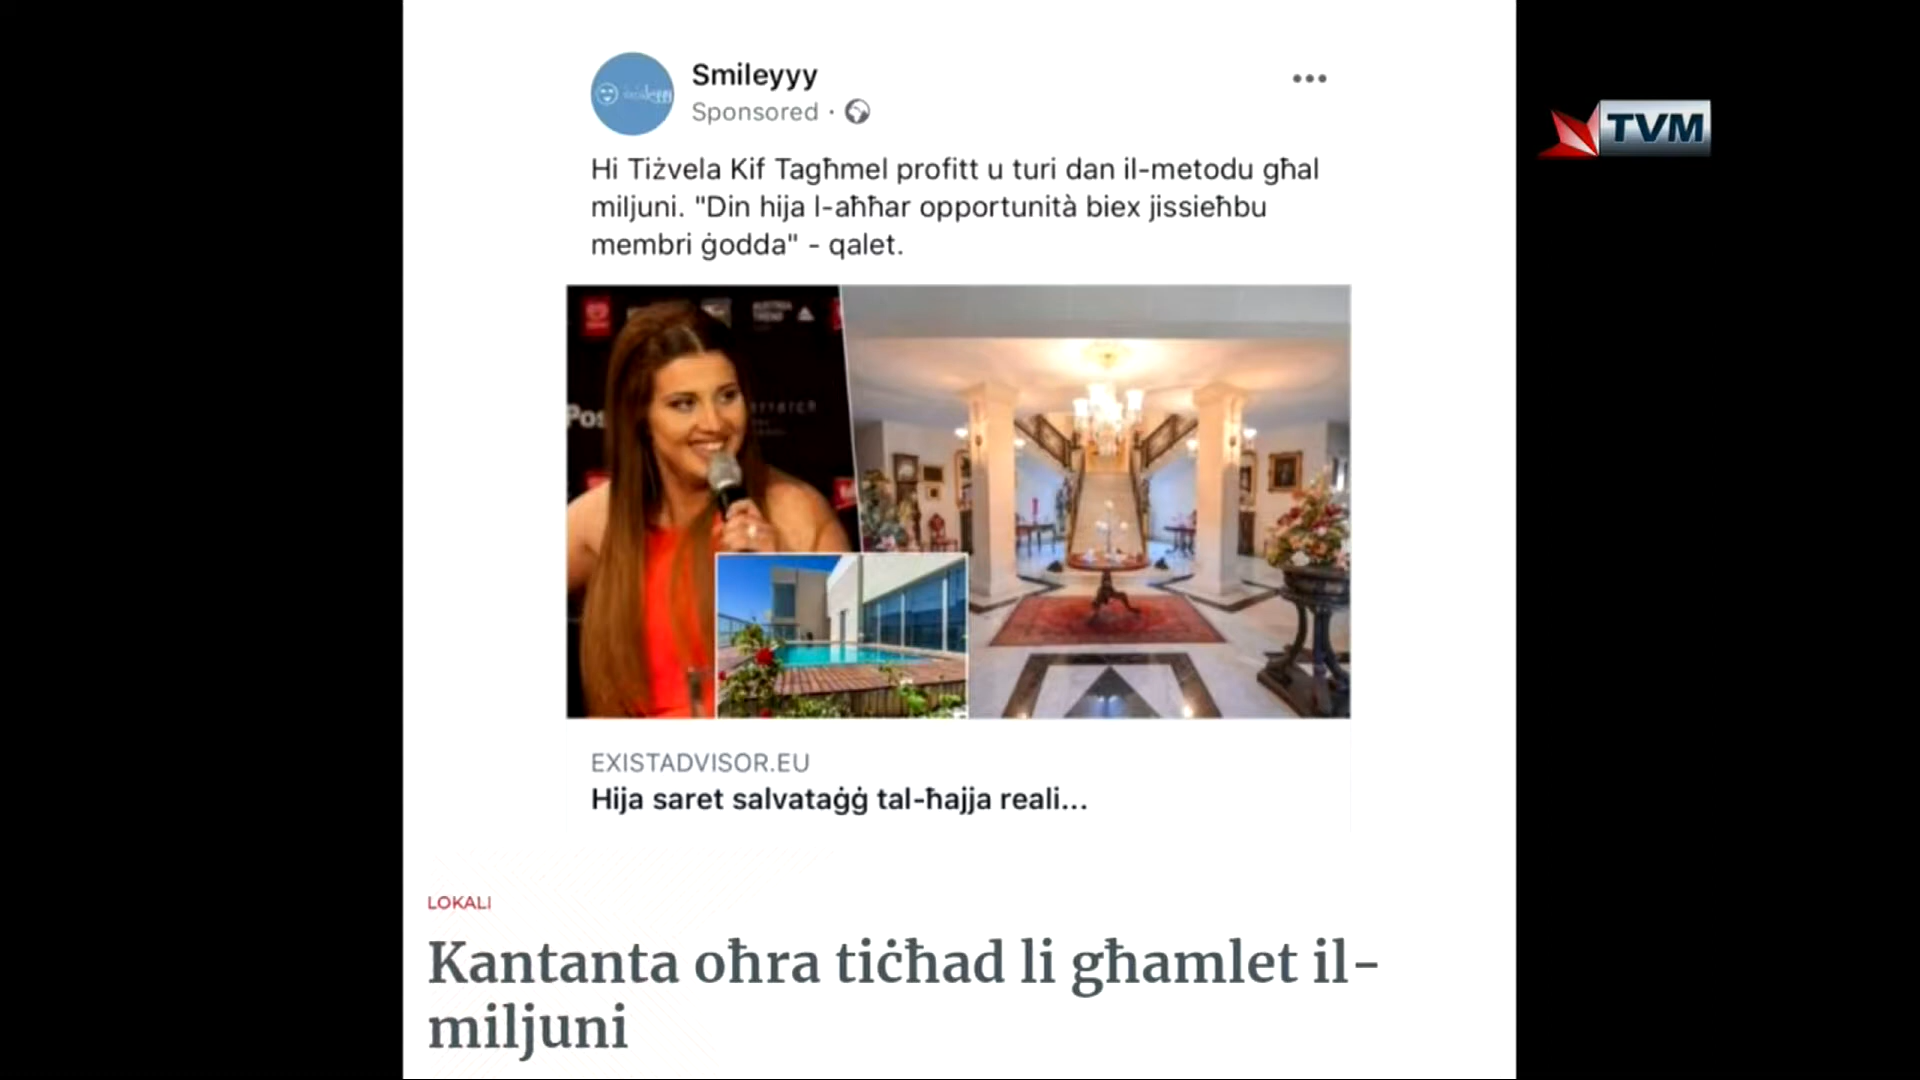 Smileyyy
Sponsored ·
TVM
Hi Tiżvela Kif Tagħmel profitt u turi dan il-metodu għal
miljuni. "Din hija l-aħħar opportunità biex jissieħbu
membri ġodda" - qalet.
Pos
EXISTADVISOR.EU
Hija saret salvataġġ tal-ħajja reali...
LOKALI
Kantanta oħra tiċħad li għamlet il-
miljuni